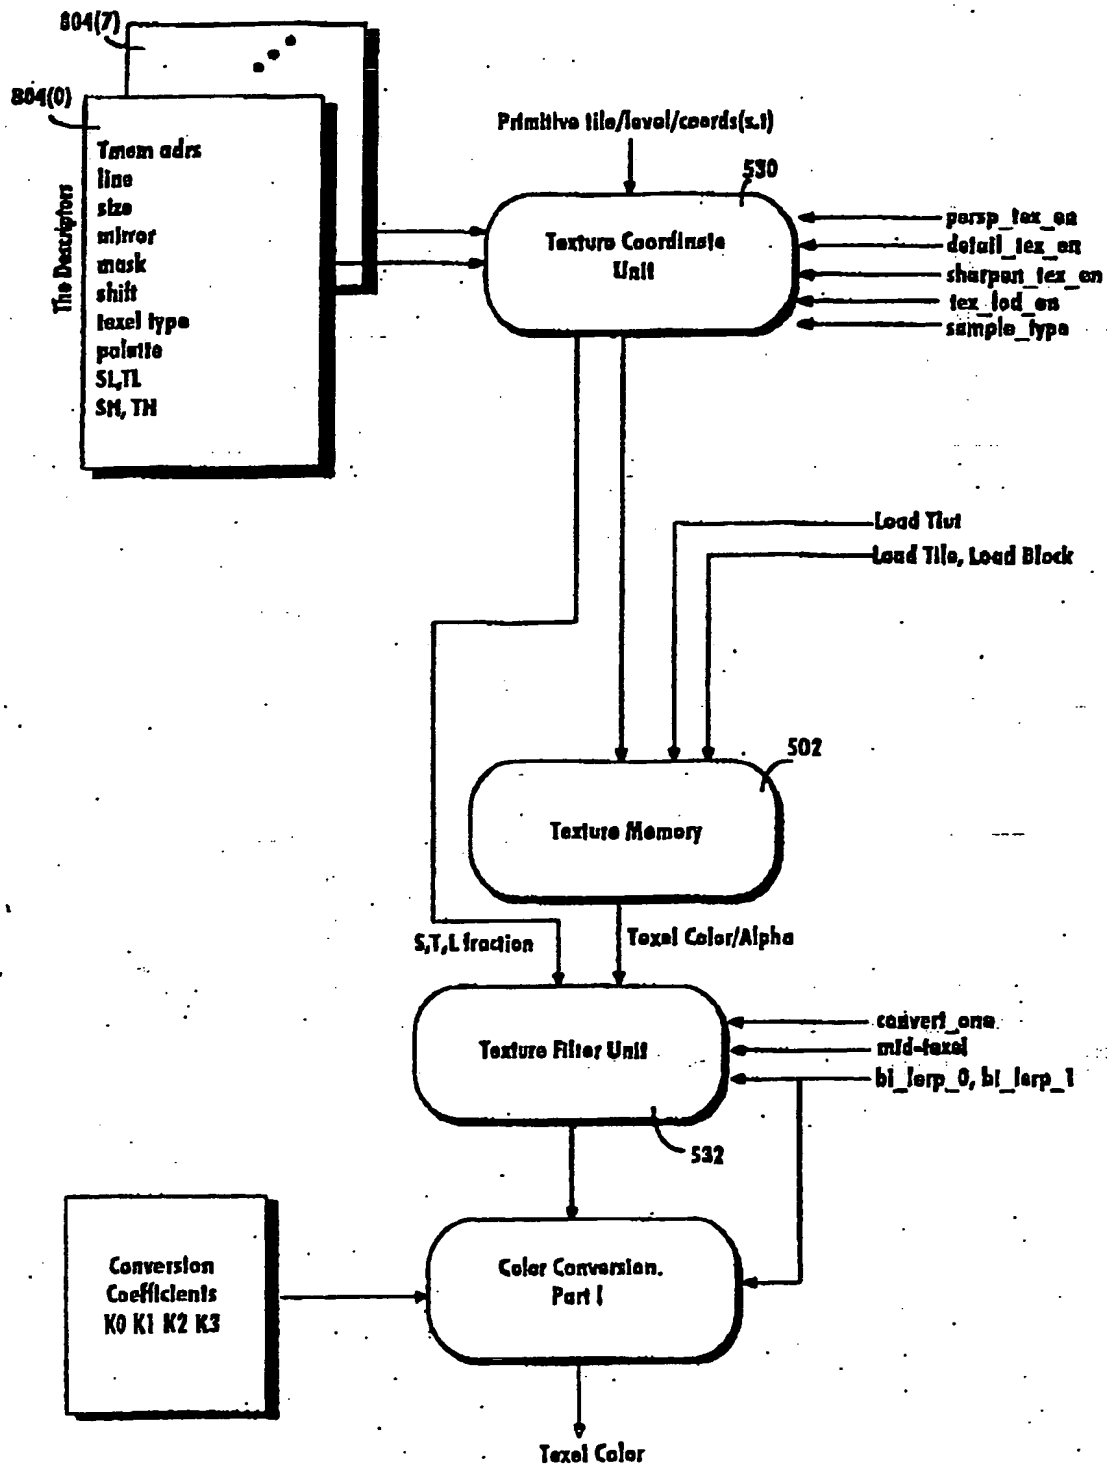 804(7)
804(0)
The Descriptors
Tmem adrs
line
size
mirror
mask
shift
texel type
palette
SL,TL
SH, TH
Primitive tile/level/coords(s,t)
530
Texture Coordinate
Unit
persp_tex_en
detail_tex_en
sharpen_tex_en
tex_lod_en
sample_type
Load Tlut
Load Tile, Load Block
502
Texture Memory
S,T,L fraction
Texel Color/Alpha
Texture Filter Unit
convert_one
mid-texel
bi_lerp_0, bi_lerp_1
532
Conversion
Coefficients
K0 K1 K2 K3
Color Conversion.
Part I
Texel Color